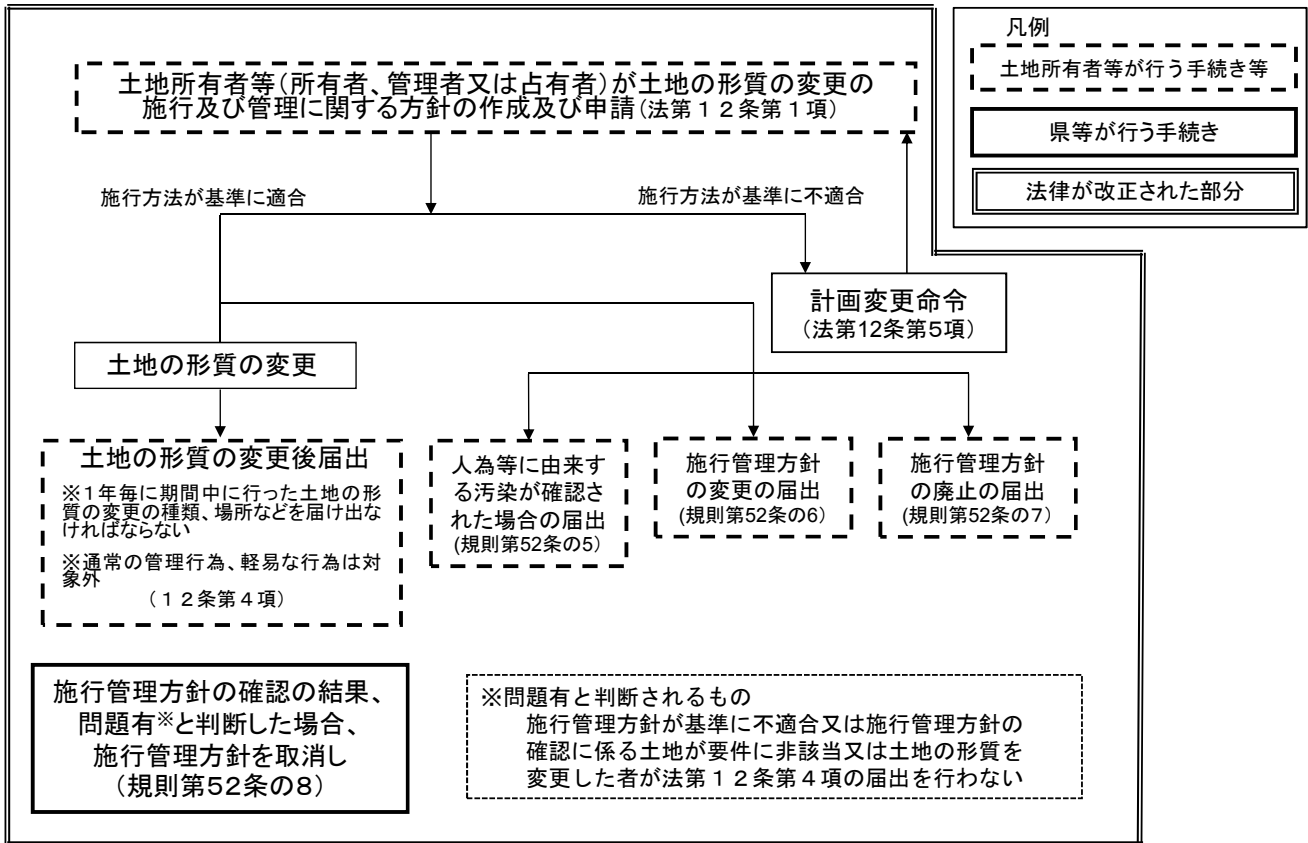 凡例
土地所有者等が行う手続き等
県等が行う手続き
法律が改正された部分
土地所有者等(所有者、管理者又は占有者)が土地の形質の変更の
施行及び管理に関する方針の作成及び申請(法第12条第1項)
施行方法が基準に適合
施行方法が基準に不適合
計画変更命令
(法第12条第5項)
土地の形質の変更
土地の形質の変更後届出
※1年毎に期間中に行った土地の形
質の変更の種類、場所などを届け出な
ければならない
※通常の管理行為、軽易な行為は対
象外
(12条第4項)
人為等に由来す
る汚染が確認さ
れた場合の届出
(規則第52条の5)
施行管理方針
の変更の届出
(規則第52条の6)
施行管理方針
の廃止の届出
(規則第52条の7)
施行管理方針の確認の結果、
問題有※と判断した場合、
施行管理方針を取消し
(規則第52条の8)
※問題有と判断されるもの
施行管理方針が基準に不適合又は施行管理方針の
確認に係る土地が要件に非該当又は土地の形質を
変更した者が法第12条第4項の届出を行わない